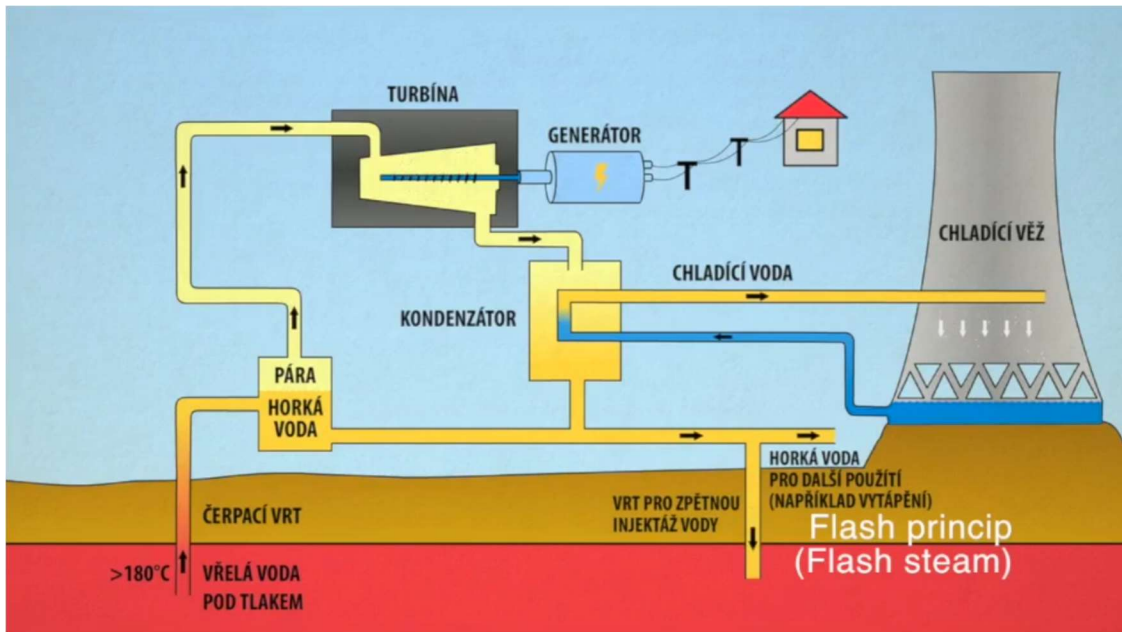 TURBÍNA
GENERÁTOR
CHLADÍCÍ VĚŽ
CHLADÍCÍ VODA
KONDENZÁTOR
PÁRA
HORKÁ
VODA
HORKÁ VODA
PRO DALŠÍ POUŽÍTÍ
(NAPŘÍKLAD VYTÁPĚNÍ)
VRT PRO ZPĚTNOU
INJEKTÁŽ VODY
ČERPACÍ VRT
Flash princip
(Flash steam)
>180°C
VŘELÁ VODA
POD TLAKEM